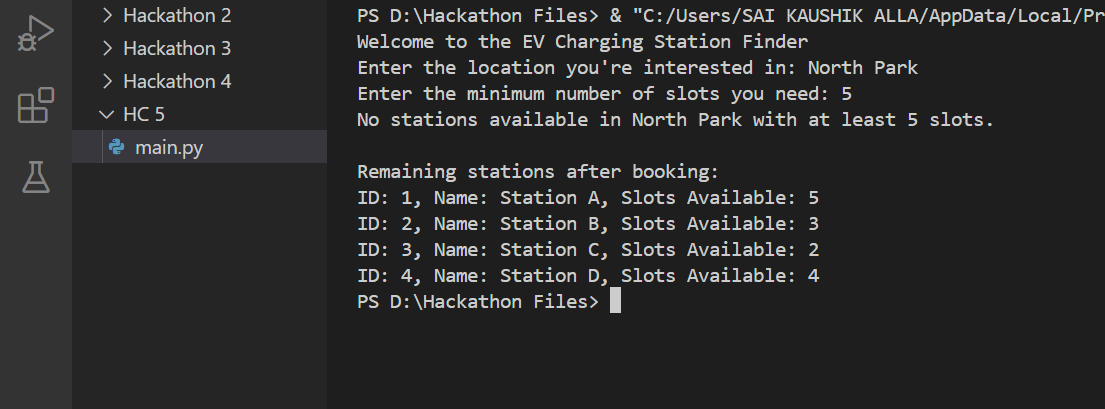 Hackathon 2
Hackathon 3
Hackathon 4
HC 5
main.py
PS D:\Hackathon Files> & "C:/Users/SAI KAUSHIK ALLA/AppData/Local/Pr
Welcome to the EV Charging Station Finder
Enter the location you're interested in: North Park
Enter the minimum number of slots you need: 5
No stations available in North Park with at least 5 slots.
Remaining stations after booking:
ID: 1, Name: Station A, Slots Available: 5
ID: 2, Name: Station B, Slots Available: 3
ID: 3, Name: Station C, Slots Available: 2
ID: 4, Name: Station D, Slots Available: 4
PS D:\Hackathon Files>